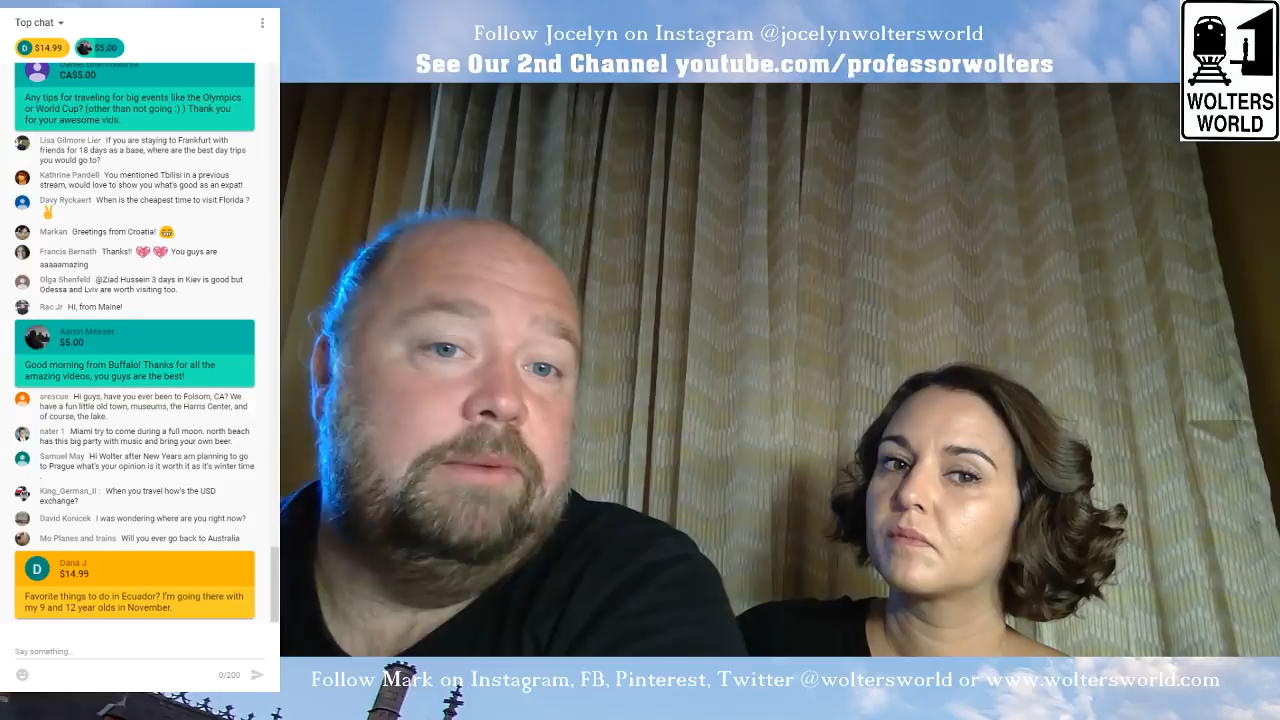 Top chat
D $14.99 $5.00
CA$5.00
Any tips for traveling for big events like the Olympics
or World Cup? (other than not going :) ) Thank you
for your awesome vids.
Lisa Gilmore Lier If you are staying to Frankfurt with
friends for 18 days as a base, where are the best day trips
you would go to?
Kathrine Pandell You mentioned Tbilisi in a previous
stream, would love to show you what's good as an expat!
Davy Ryckaert When is the cheapest time to visit Florida ?
✌
Markan Greetings from Croatia! 😂
Francis Bernath Thanks!! 💖 💖 You guys are
aaaaamazing
Olga Shenfeld @Ziad Hussein 3 days in Kiev is good but
Odessa and Lviv are worth visiting too.
Rac Jr Hi, from Maine!
Aaron Measer
$5.00
Good morning from Buffalo! Thanks for all the
amazing videos, you guys are the best!
arescue Hi guys, have you ever been to Folsom, CA? We
have a fun little old town, museums, the Harris Center, and
of course, the lake.
nater 1 Miami try to come during a full moon. north beach
has this big party with music and bring your own beer.
Samuel May Hi Wolter after New Years am planning to go
to Prague what's your opinion is it worth it as it's winter time
.
King_German_II : When you travel how's the USD
exchange?
David Konicek I was wondering where are you right now?
Mo Planes and trains Will you ever go back to Australia
D Dana J
$14.99
Favorite things to do in Ecuador? I'm going there with
my 9 and 12 year olds in November.
Say something...
0/200
Follow Jocelyn on Instagram @jocelynwoltersworld
See Our 2nd Channel youtube.com/professorwolters
WOLTERS
WORLD
Follow Mark on Instagram, FB, Pinterest, Twitter @woltersworld or www.woltersworld.com